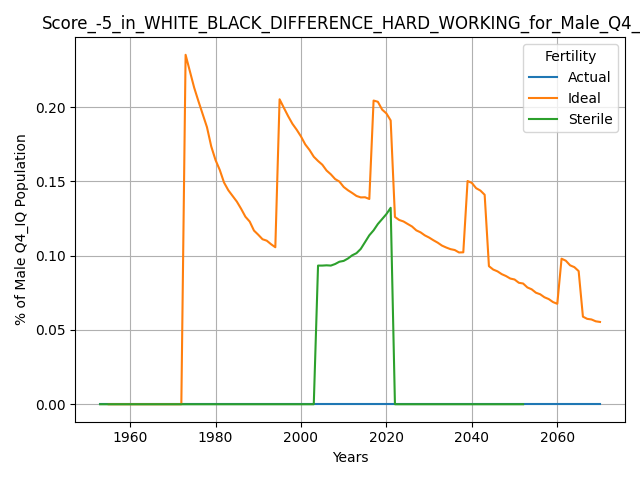 Score_-5_in_WHITE_BLACK_DIFFERENCE_HARD_WORKING_for_Male_Q4_
Fertility
Actual
Ideal
Sterile
% of Male Q4_IQ Population
0.20
0.15
0.10
0.05
0.00
1960 1980 2000 2020 2040 2060
Years